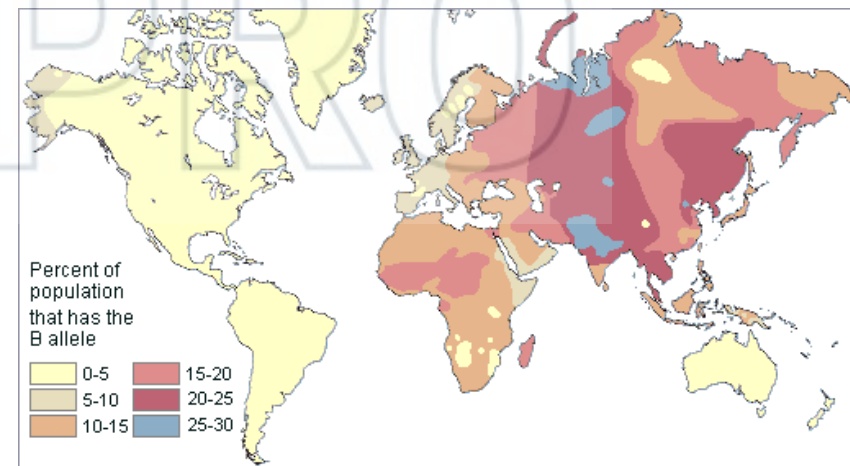 PRO
Percent of
population
that has the
B allele
0-5
5-10
10-15
15-20
20-25
25-30